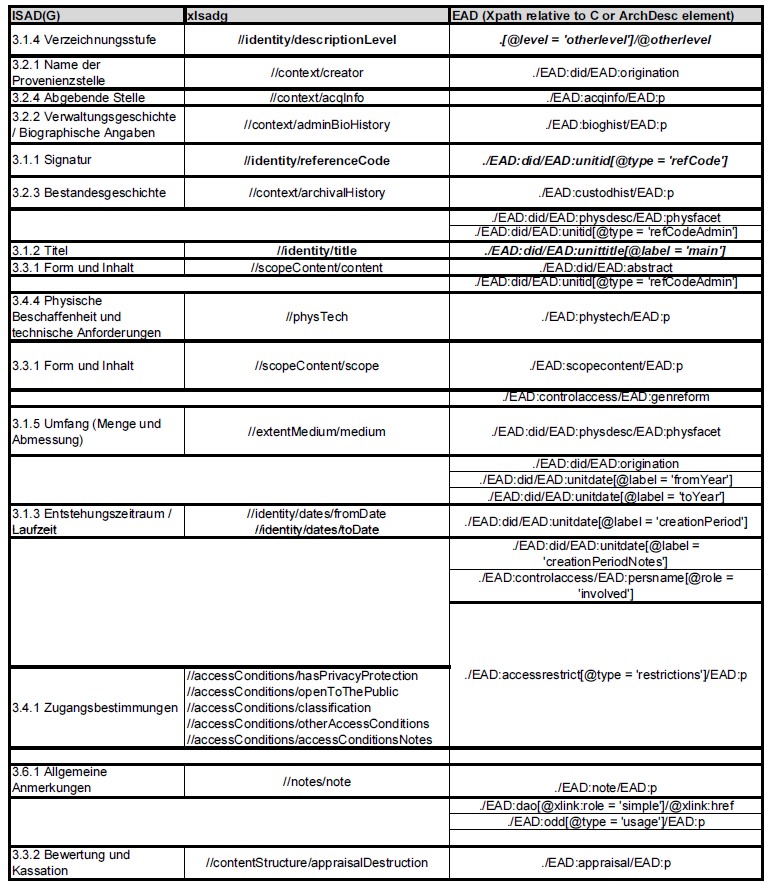 ISAD(G) xIsadg EAD (Xpath relative to C or ArchDesc element)
3.1.4 Verzeichnungsstufe //identity/descriptionLevel .[@level = 'otherlevel']/@otherlevel
3.2.1 Name der
Provenienzstelle //context/creator ./EAD:did/EAD:origination
3.2.4 Abgebende Stelle //context/acqInfo ./EAD:acqinfo/EAD:p
3.2.2 Verwaltungsgeschichte
/ Biographische Angaben //context/adminBioHistory ./EAD:bioghist/EAD:p
3.1.1 Signatur //identity/referenceCode ./EAD:did/EAD:unitid[@type = 'refCode']
3.2.3 Bestandesgeschichte //context/archivalHistory ./EAD:custodhist/EAD:p
./EAD:did/EAD:physdesc/EAD:physfacet
./EAD:did/EAD:unitid[@type = 'refCodeAdmin']
3.1.2 Titel //identity/title ./EAD:did/EAD:unittitle[@label = 'main']
3.3.1 Form und Inhalt //scopeContent/content ./EAD:did/EAD:abstract
./EAD:did/EAD:unitid[@type = 'refCodeAdmin']
3.4.4 Physische
Beschaffenheit und //physTech ./EAD:phystech/EAD:p
technische Anforderungen
3.3.1 Form und Inhalt //scopeContent/scope ./EAD:scopecontent/EAD:p
./EAD:controlaccess/EAD:genreform
3.1.5 Umfang (Menge und
Abmessung) //extentMedium/medium ./EAD:did/EAD:physdesc/EAD:physfacet
./EAD:did/EAD:origination
./EAD:did/EAD:unitdate[@label = 'fromYear']
./EAD:did/EAD:unitdate[@label = 'toYear']
3.1.3 Entstehungszeitraum / //identity/dates/fromDate
Laufzeit //identity/dates/toDate ./EAD:did/EAD:unitdate[@label = 'creationPeriod']
./EAD:did/EAD:unitdate[@label =
'creationPeriodNotes']
./EAD:controlaccess/EAD:persname[@role =
'involved']
./EAD:accessrestrict[@type = 'restrictions']/EAD:p
//accessConditions/hasPrivacyProtection
//accessConditions/openToThePublic
3.4.1 Zugangsbestimmungen //accessConditions/classification
//accessConditions/otherAccessConditions
//accessConditions/accessConditionsNotes
3.6.1 Allgemeine
Anmerkungen //notes/note ./EAD:note/EAD:p
./EAD:dao[@xlink:role = 'simple']/@xlink:href
./EAD:odd[@type = 'usage']/EAD:p
3.3.2 Bewertung und
Kassation //contentStructure/appraisalDestruction ./EAD:appraisal/EAD:p